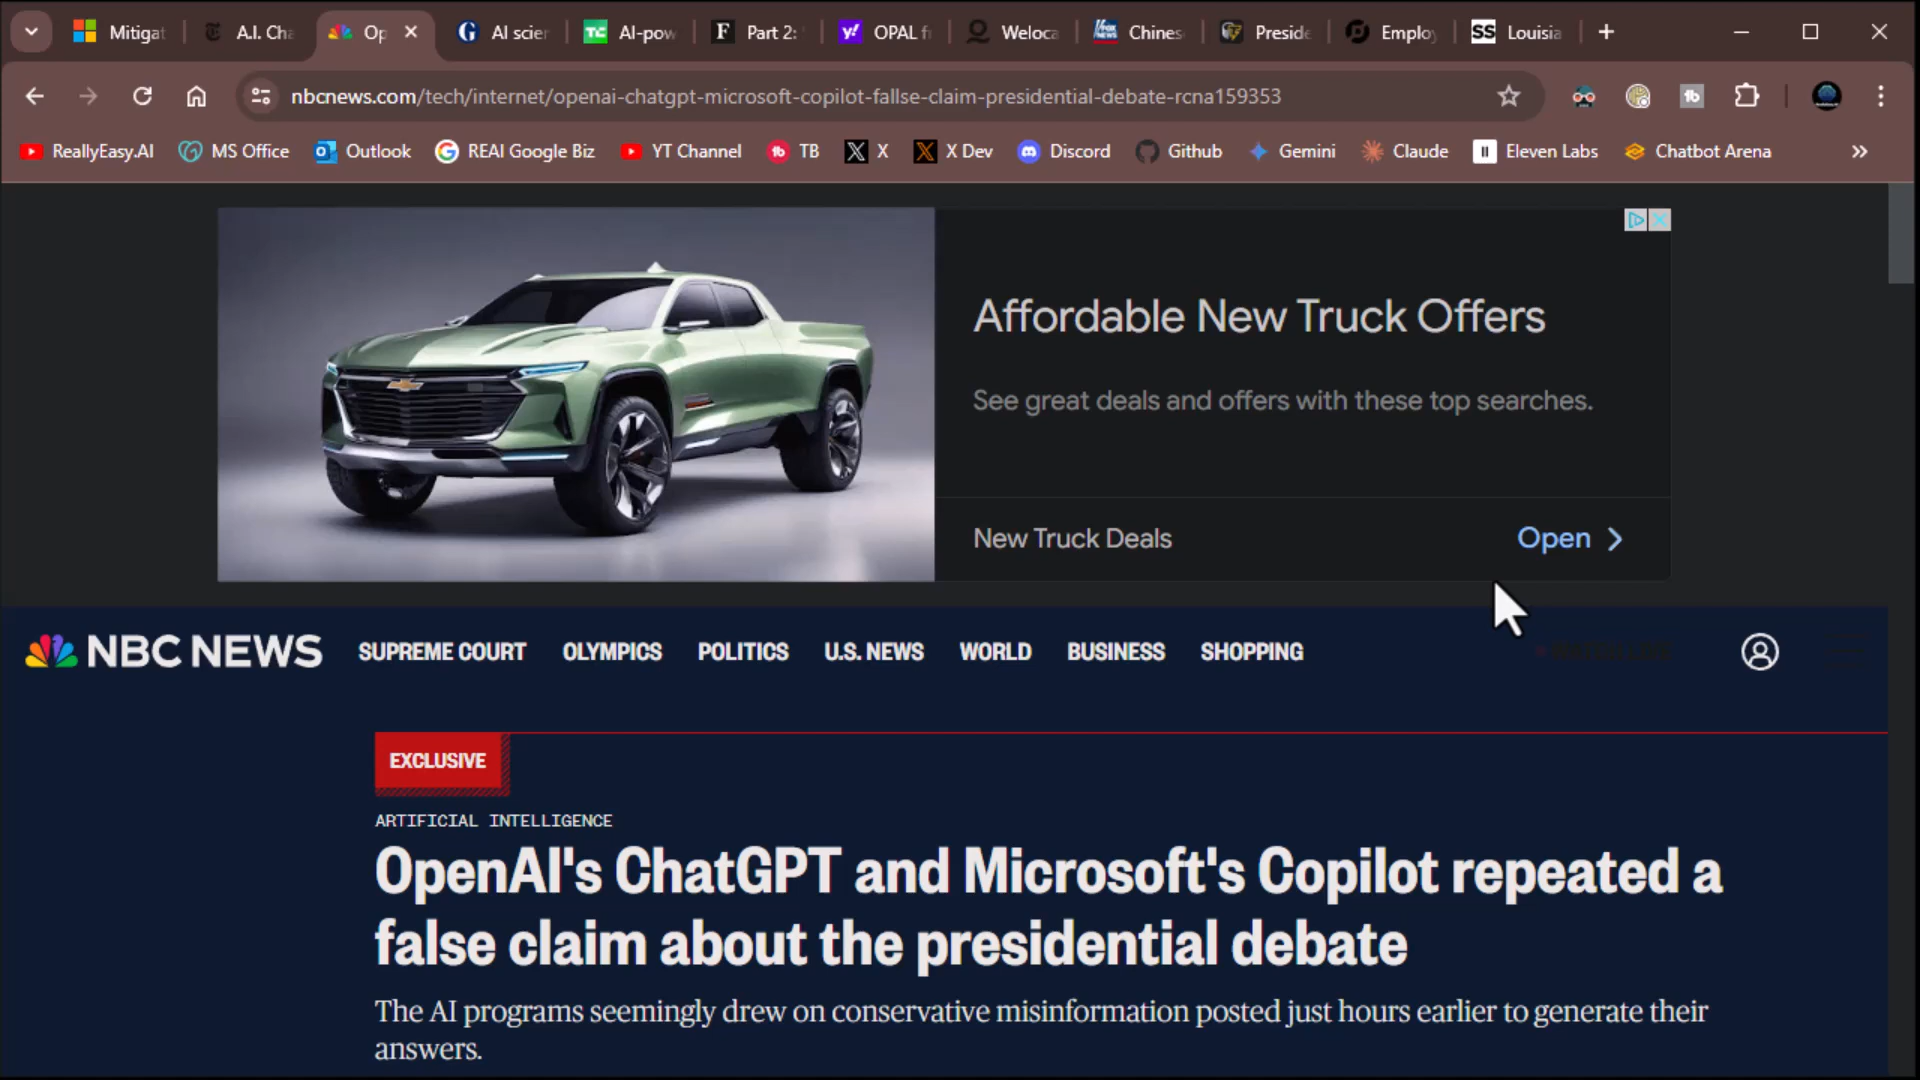 Mitigat
A.I. Cha
Op
AI scien
AI-pow
Part 2:
OPAL f
Weloca
Chines
Preside
Employ
Louisia
nbcnews.com/tech/internet/openai-chatgpt-microsoft-copilot-fallse-claim-presidential-debate-rcna159353
ReallyEasy.AI
MS Office
Outlook
REAI Google Biz
YT Channel
TB
X
X Dev
Discord
Github
Gemini
Claude
Eleven Labs
Chatbot Arena
Affordable New Truck Offers
See great deals and offers with these top searches.
New Truck Deals
Open
NBC NEWS
SUPREME COURT
OLYMPICS
POLITICS
U.S. NEWS
WORLD
BUSINESS
SHOPPING
EXCLUSIVE
ARTIFICIAL INTELLIGENCE
OpenAI's ChatGPT and Microsoft's Copilot repeated a
false claim about the presidential debate
The AI programs seemingly drew on conservative misinformation posted just hours earlier to generate their
answers.